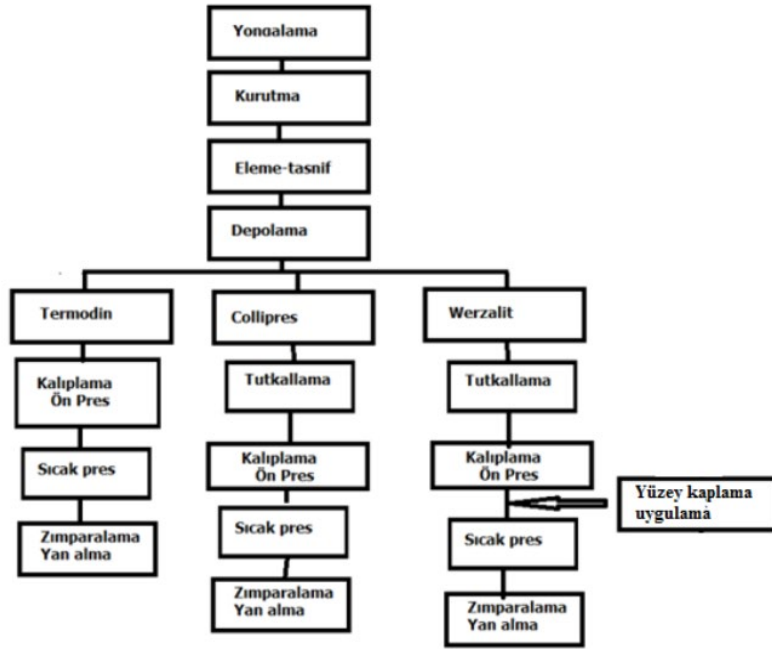 Yongalama
Kurutma
Eleme-tasnif
Depolama
Termodin
Collipres
Werzalit
Kalıplama
Ön Pres
Tutkallama
Tutkallama
Sıcak pres
Kalıplama
Ön Pres
Kalıplama
Ön Pres
Yüzey kaplama
uygulama
Zımparalama
Yan alma
Sıcak pres
Sıcak pres
Zımparalama
Yan alma
Zımparalama
Yan alma